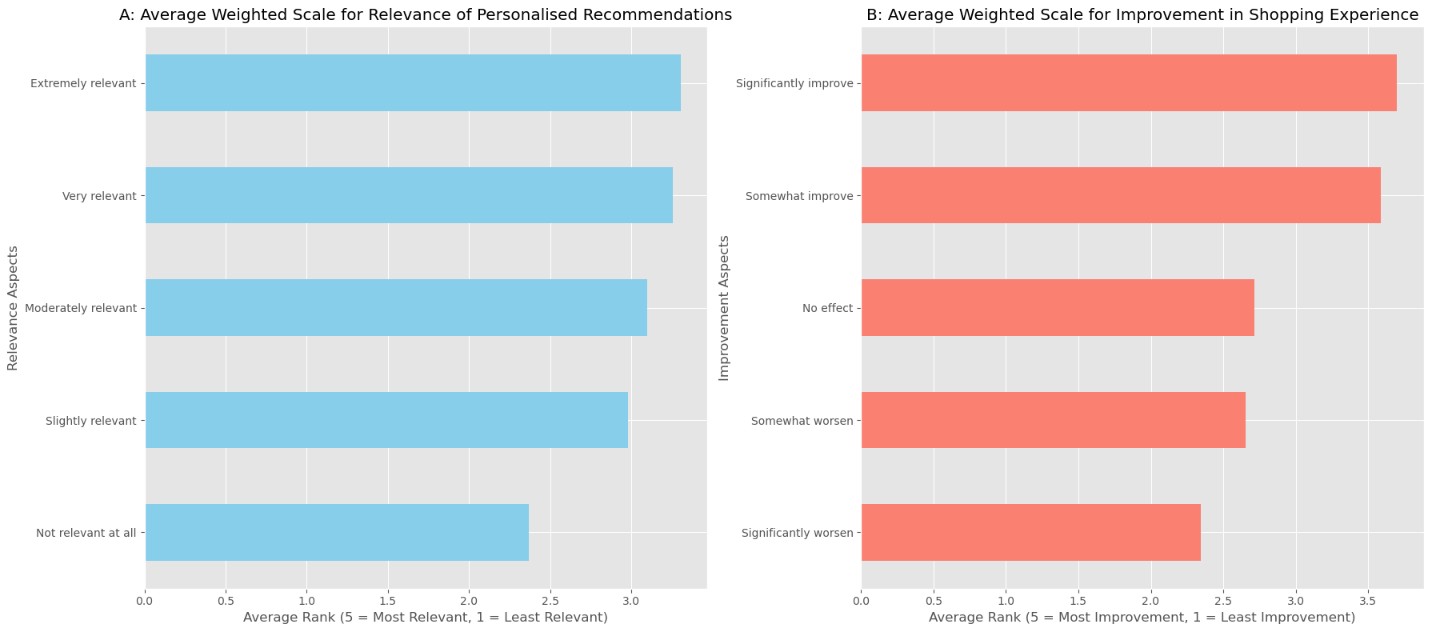 A: Average Weighted Scale for Relevance of Personalised Recommendations
Relevance Aspects
Extremely relevant
Very relevant
Moderately relevant
Slightly relevant
Not relevant at all
0.0 0.5 1.0 1.5 2.0 2.5 3.0
Average Rank (5 = Most Relevant, 1 = Least Relevant)
B: Average Weighted Scale for Improvement in Shopping Experience
Improvement Aspects
Significantly improve
Somewhat improve
No effect
Somewhat worsen
Significantly worsen
0.0 0.5 1.0 1.5 2.0 2.5 3.0 3.5
Average Rank (5 = Most Improvement, 1 = Least Improvement)